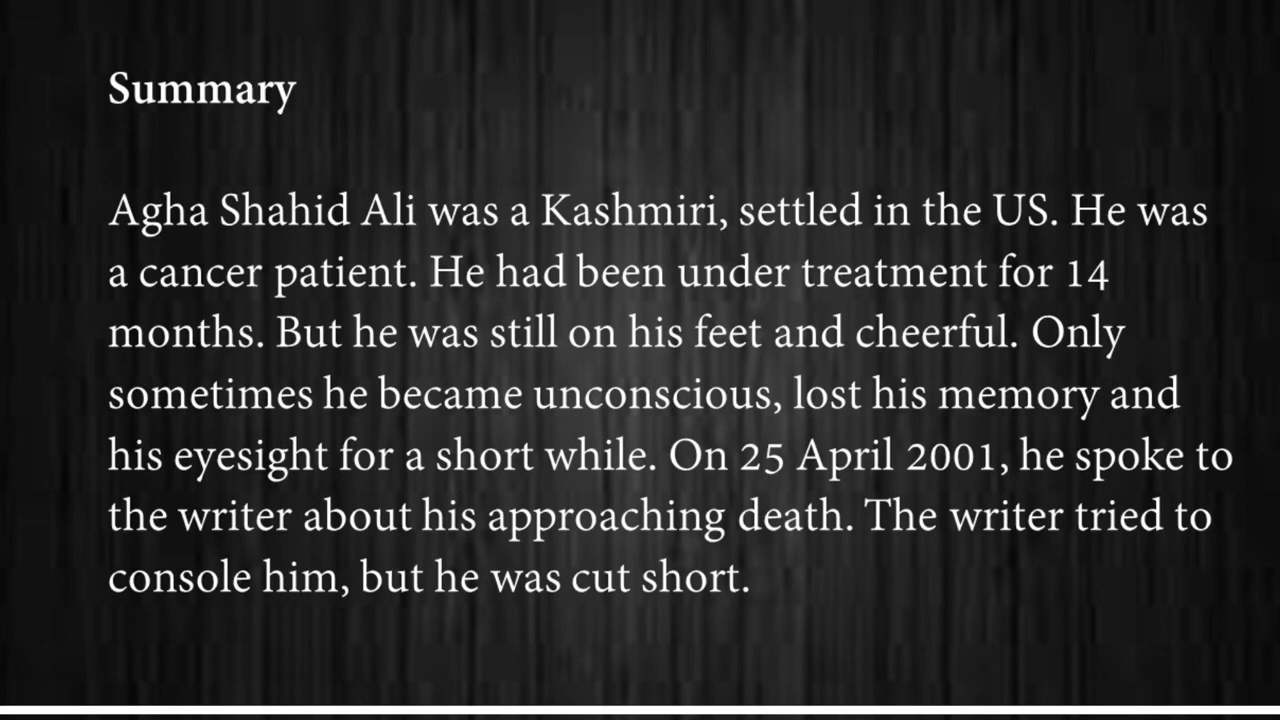 Summary
Agha Shahid Ali was a Kashmiri, settled in the US. He was
a cancer patient. He had been under treatment for 14
months. But he was still on his feet and cheerful. Only
sometimes he became unconscious, lost his memory and
his eyesight for a short while. On 25 April 2001, he spoke to
the writer about his approaching death. The writer tried to
console him, but he was cut short.